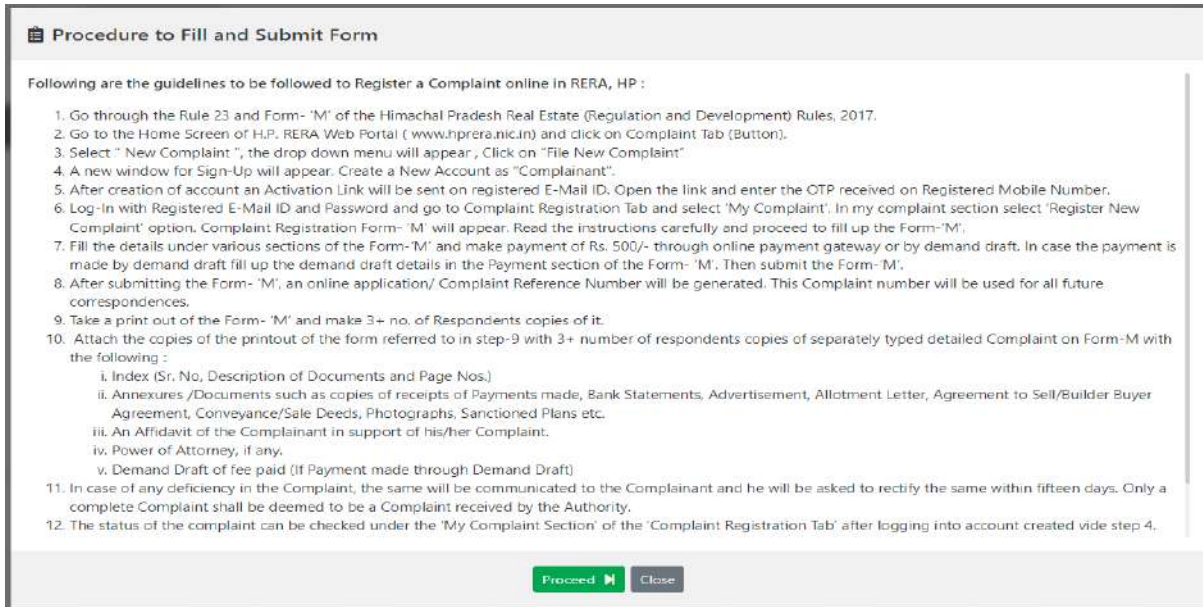 Procedure to Fill and Submit Form
Following are the guidelines to be followed to Register a Complaint online in RERA, HP :
1. Go through the Rule 23 and Form- 'M' of the Himachal Pradesh Real Estate (Regulation and Development) Rules, 2017.
2. Go to the Home Screen of H.P. RERA Web Portal ( www.hprera.nic.in) and click on Complaint Tab (Button).
3. Select " New Complaint ", the drop down menu will appear , Click on "File New Complaint"
4. A new window for Sign-Up will appear. Create a New Account as "Complainant".
5. After creation of account an Activation Link will be sent on registered E-Mail ID. Open the link and enter the OTP received on Registered Mobile Number.
6. Log-In with Registered E-Mail ID and Password and go to Complaint Registration Tab and select 'My Complaint'. In my complaint section select 'Register New
Complaint' option. Complaint Registration Form- 'M' will appear. Read the instructions carefully and proceed to fill up the Form-'M'.
7. Fill the details under various sections of the Form-'M' and make payment of Rs. 500/- through online payment gateway or by demand draft. In case the payment is
made by demand draft fill up the demand draft details in the Payment section of the Form- 'M'. Then submit the Form-'M'.
8. After submitting the Form- 'M', an online application/ Complaint Reference Number will be generated. This Complaint number will be used for all future
correspondences.
9. Take a print out of the Form- 'M' and make 3+ no. of Respondents copies of it.
10. Attach the copies of the printout of the form referred to in step-9 with 3+ number of respondents copies of separately typed detailed Complaint on Form-M with
the following :
i. Index (Sr. No, Description of Documents and Page Nos.)
ii. Annexures /Documents such as copies of receipts of Payments made, Bank Statements, Advertisement, Allotment Letter, Agreement to Sell/Builder Buyer
Agreement, Conveyance/Sale Deeds, Photographs, Sanctioned Plans etc.
iii. An Affidavit of the Complainant in support of his/her Complaint.
iv. Power of Attorney, if any.
v. Demand Draft of fee paid (If Payment made through Demand Draft)
11. In case of any deficiency in the Complaint, the same will be communicated to the Complainant and he will be asked to rectify the same within fifteen days. Only a
complete Complaint shall be deemed to be a Complaint received by the Authority.
12. The status of the complaint can be checked under the 'My Complaint Section' of the 'Complaint Registration Tab' after logging into account created vide step 4.
Proceed Close